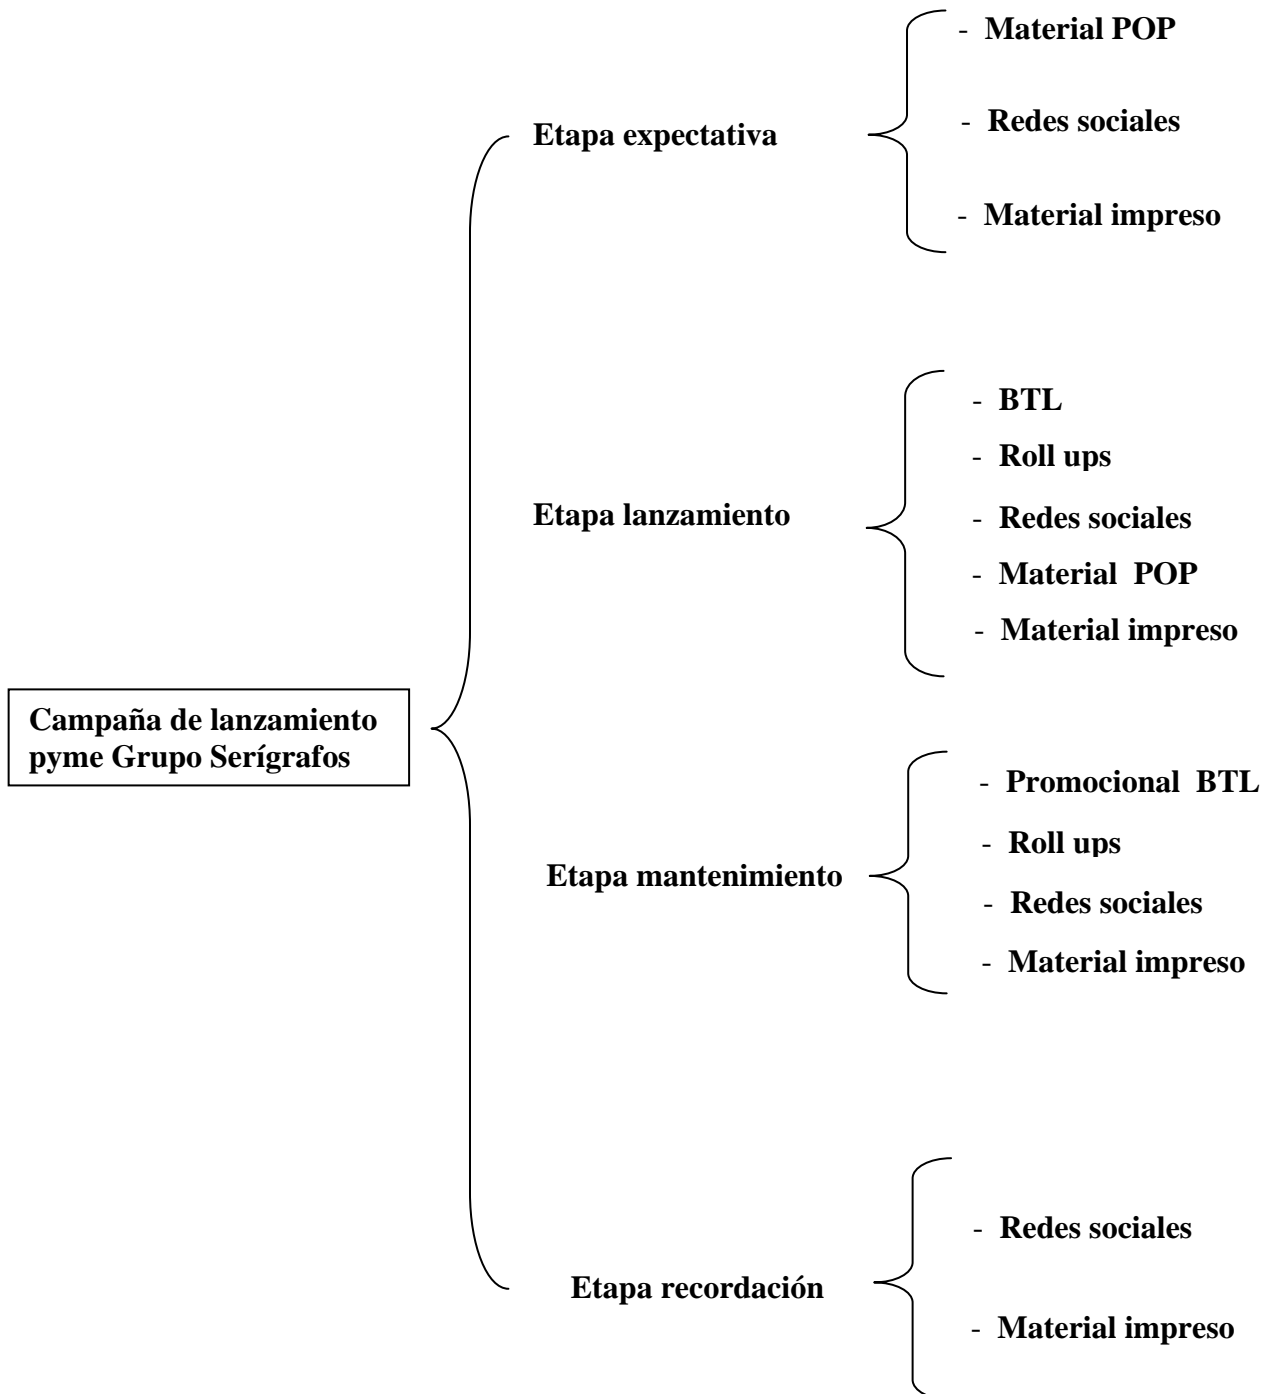 - Material POP
- Redes sociales
- Material impreso
Etapa expectativa
- BTL
- Roll ups
- Redes sociales
- Material  POP
- Material impreso
Etapa lanzamiento
Campaña de lanzamiento
pyme Grupo Serígrafos
- Promocional  BTL
- Roll ups
- Redes sociales
- Material impreso
Etapa mantenimiento
- Redes sociales
- Material impreso
Etapa recordación